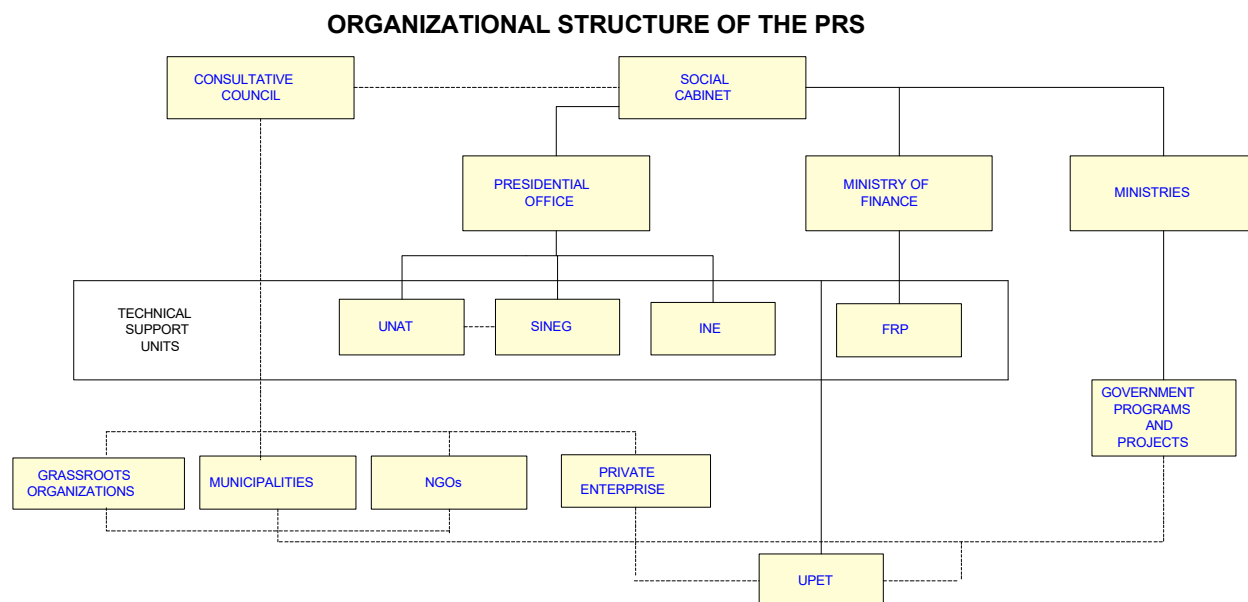 ORGANIZATIONAL STRUCTURE OF THE PRS
CONSULTATIVE
COUNCIL
SOCIAL
CABINET
PRESIDENTIAL
OFFICE
MINISTRY OF
FINANCE
MINISTRIES
TECHNICAL
SUPPORT
UNITS
UNAT
SINEG
INE
FRP
GOVERNMENT
PROGRAMS
AND
PROJECTS
GRASSROOTS
ORGANIZATIONS
MUNICIPALITIES
NGOs
PRIVATE
ENTERPRISE
UPET